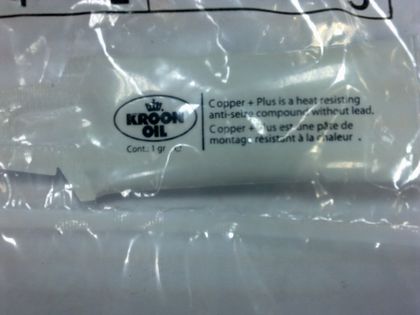 KROON
OIL
Cont.: 1 gr
Copper + Plus is a heat resisting
anti-seize compound without lead.
Copper + Plus est une pâte de
montage résistant à la chaleur .